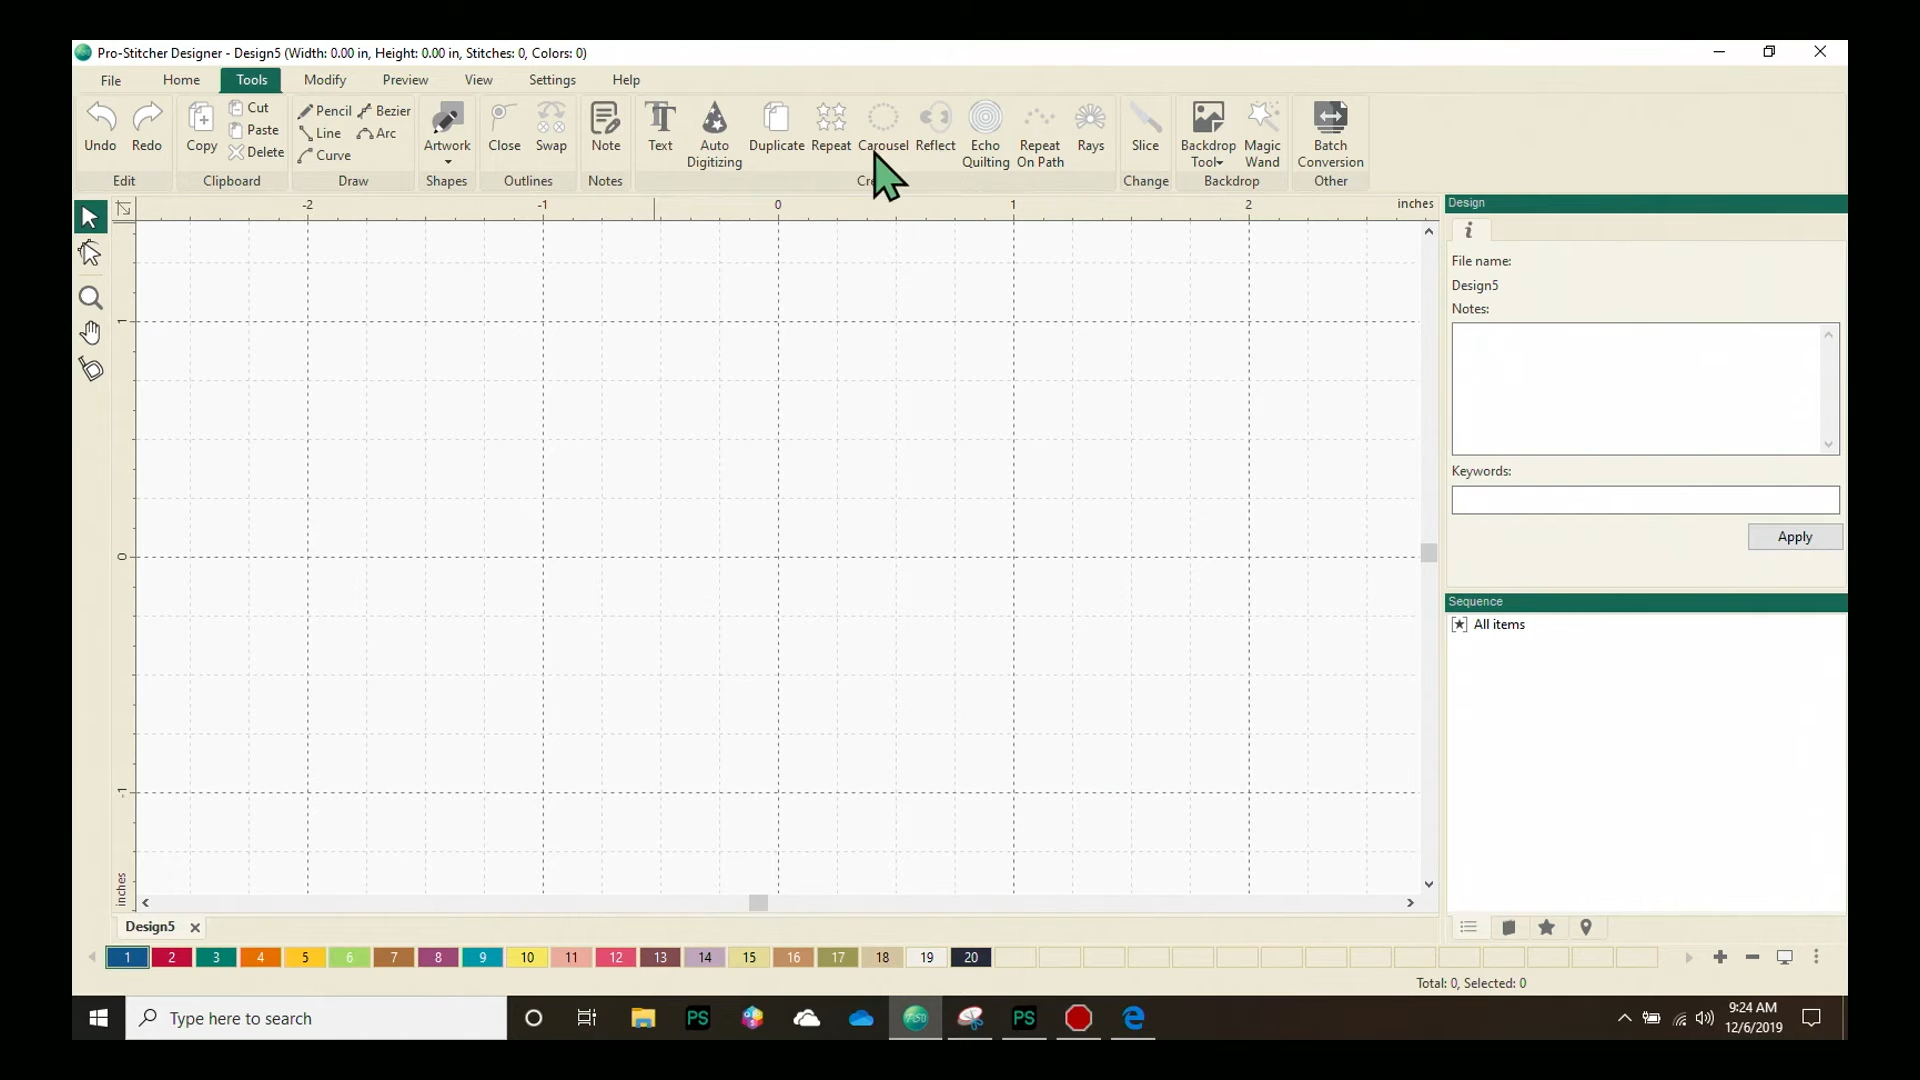 Pro-Stitcher Designer - Design5 (Width: 0.00 in, Height: 0.00 in, Stitches: 0, Colors: 0)
File Home Tools Modify Preview View Settings Help
Undo Redo Copy Cut Paste Delete Pencil Bezier Line Arc Curve Artwork Close Swap Note Text Auto Digitizing Duplicate Repeat Carousel Reflect Echo Quilting Repeat On Path Rays Slice Backdrop Tool Magic Wand Batch Conversion
Edit Clipboard Draw Shapes Outlines Notes Change Backdrop Other
-2 -1 0 1 2 inches
1
0
-1
inches
Design
i
File name:
Design5
Notes:
Keywords:
Apply
Sequence
All items
Design5
1 2 3 4 5 6 7 8 9 10 11 12 13 14 15 16 17 18 19 20
Total: 0, Selected: 0
Type here to search
PS
PS
9:24 AM
12/6/2019